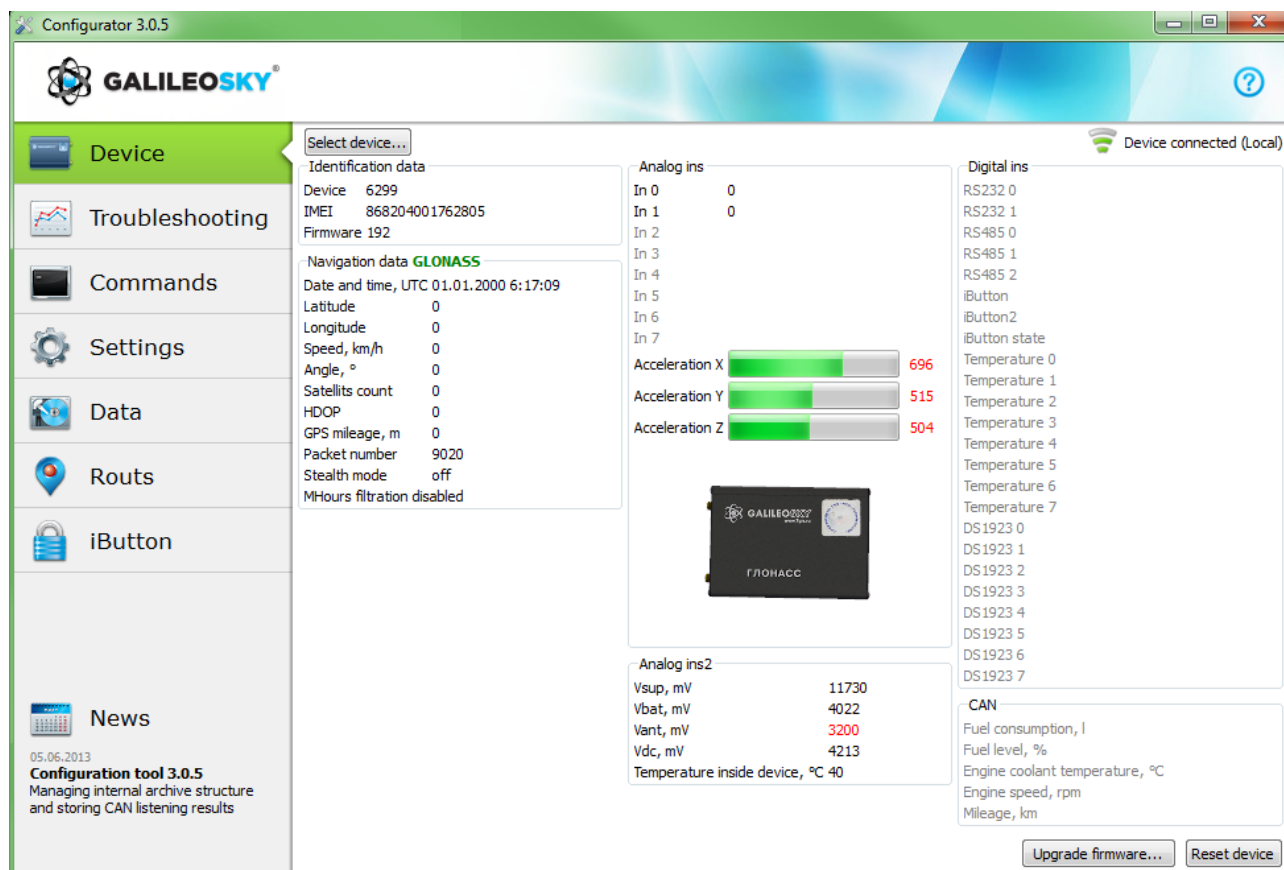 Configurator 3.0.5
GALILEOSKY®
?
Device
Troubleshooting
Commands
Settings
Data
Routs
iButton
News
05.06.2013
Configuration tool 3.0.5
Managing internal archive structure
and storing CAN listening results
Select device...
Device connected (Local)
Identification data
Device 6299
IMEI 868204001762805
Firmware 192
Navigation data GLONASS
Date and time, UTC 01.01.2000 6:17:09
Latitude 0
Longitude 0
Speed, km/h 0
Angle, ° 0
Satellits count 0
HDOP 0
GPS mileage, m 0
Packet number 9020
Stealth mode off
MHours filtration disabled
Analog ins
In 0 0
In 1 0
In 2
In 3
In 4
In 5
In 6
In 7
Acceleration X 696
Acceleration Y 515
Acceleration Z 504
GALILEOSKY
ГЛОНАСС
Analog ins2
Vsup, mV 11730
Vbat, mV 4022
Vant, mV 3200
Vdc, mV 4213
Temperature inside device, °C 40
Digital ins
RS232 0
RS232 1
RS485 0
RS485 1
RS485 2
iButton
iButton2
iButton state
Temperature 0
Temperature 1
Temperature 2
Temperature 3
Temperature 4
Temperature 5
Temperature 6
Temperature 7
DS1923 0
DS1923 1
DS1923 2
DS1923 3
DS1923 4
DS1923 5
DS1923 6
DS1923 7
CAN
Fuel consumption, l
Fuel level, %
Engine coolant temperature, °C
Engine speed, rpm
Mileage, km
Upgrade firmware...
Reset device